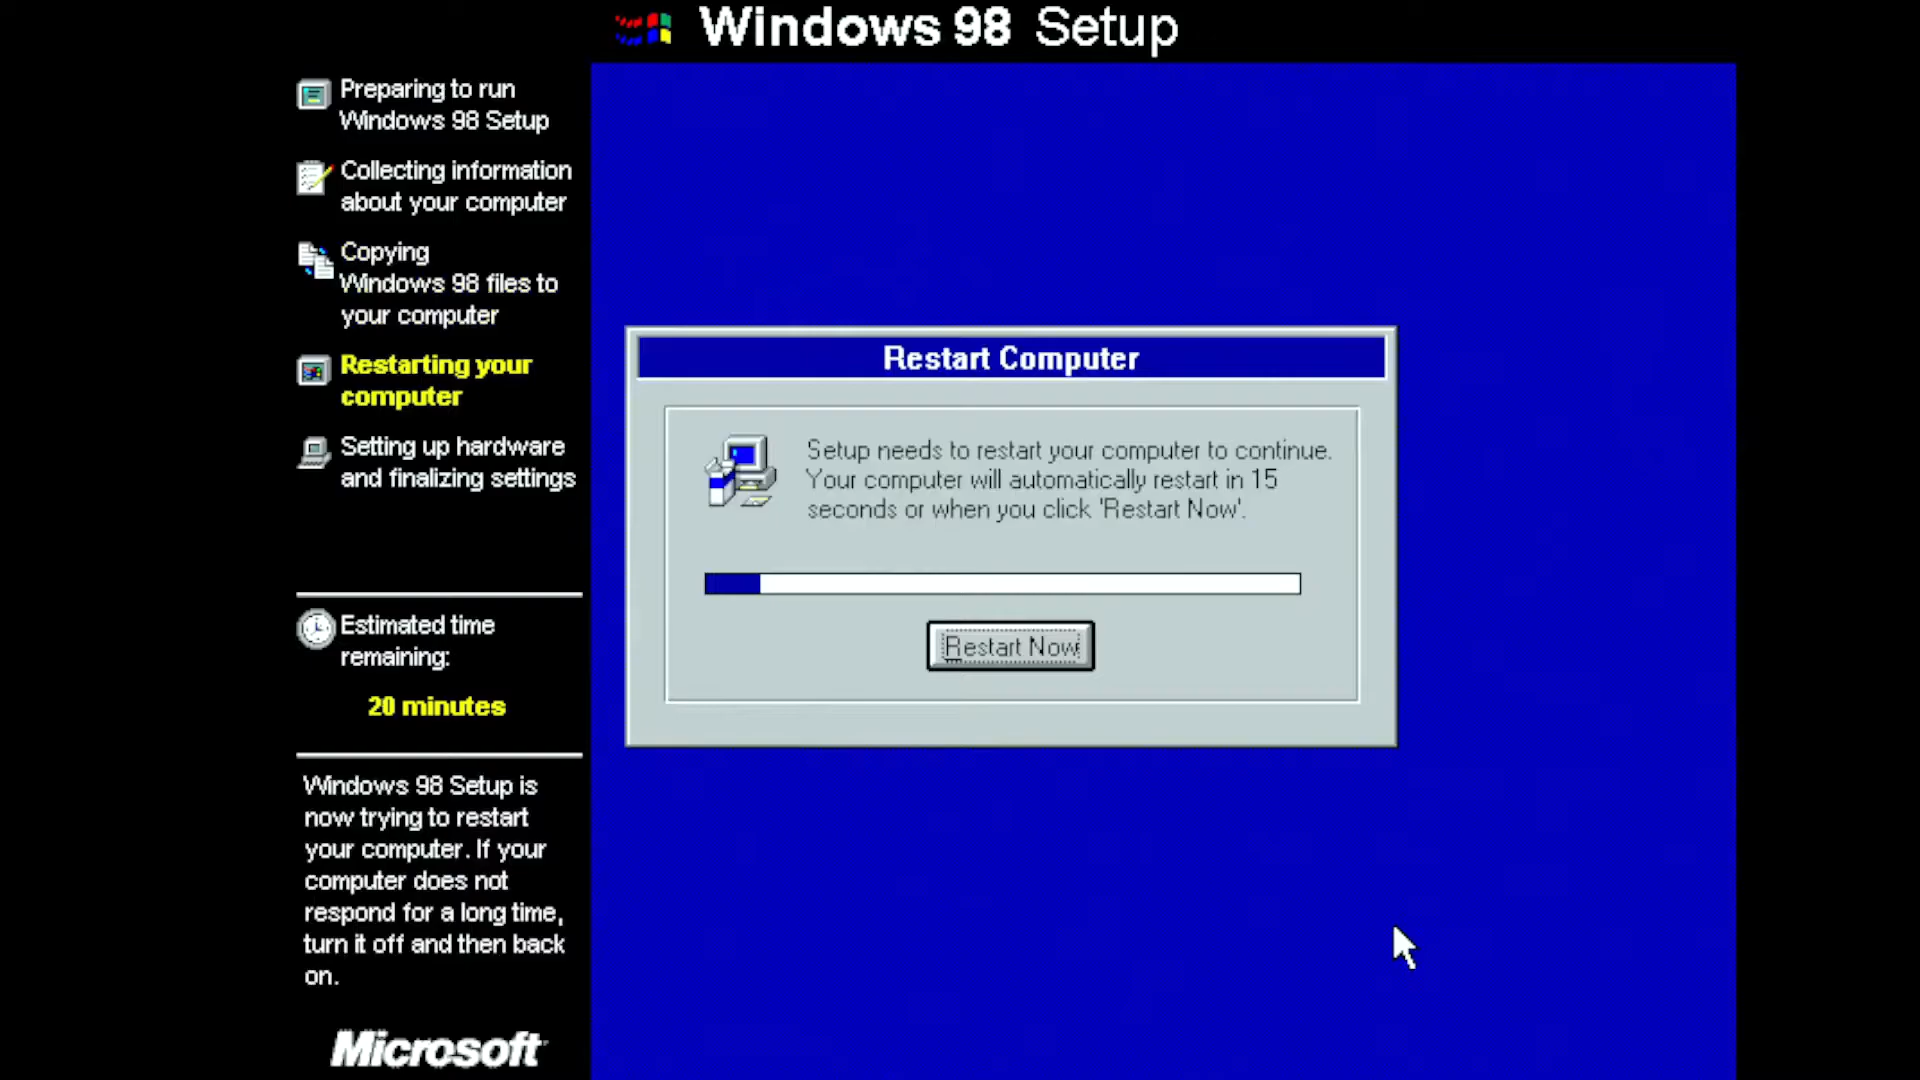 Windows 98 Setup
Preparing to run
Windows 98 Setup
Collecting information
about your computer
Copying
Windows 98 files to
your computer
Restarting your
computer
Setting up hardware
and finalizing settings
Estimated time
remaining:
20 minutes
Windows 98 Setup is
now trying to restart
your computer. If your
computer does not
respond for a long time,
turn it off and then back
on.
Microsoft
Restart Computer
Setup needs to restart your computer to continue.
Your computer will automatically restart in 15
seconds or when you click 'Restart Now'.
Restart Now